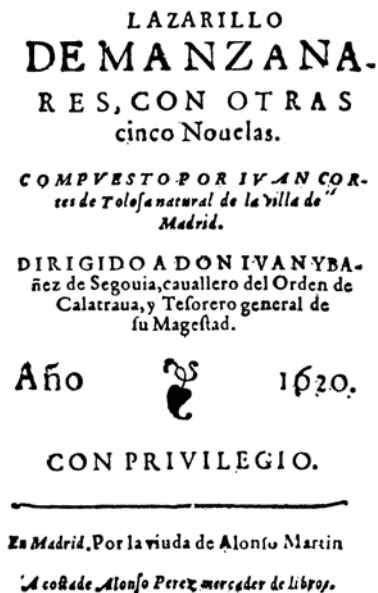 LAZARILLO
DE MANZANA-
RES, CON OTRAS
cinco Nouelas.
COMPVESTO POR IVAN COR-
tes de Tolosa natural de la villa de
Madrid.
DIRIGIDO A DON IVAN YBA-
ñez de Segouia, cauallero del Orden de
Calatraua, y Tesorero general de
su Magestad.
Año 1620.
CON PRIVILEGIO.
En Madrid, Por la viuda de Alonso Martin
A costa de Alonso Perez mercader de libros.